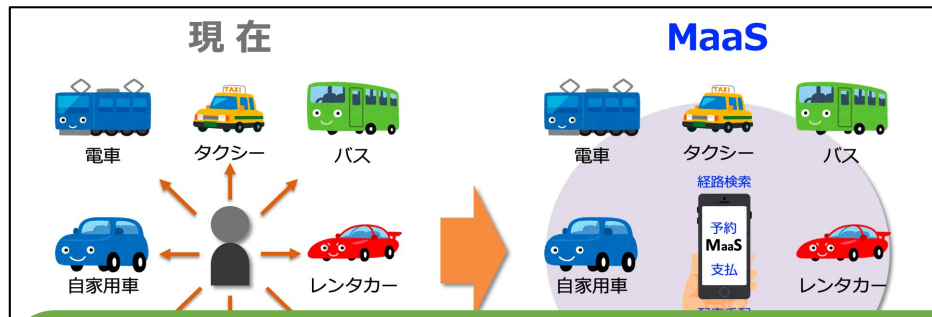 現在
MaaS
TAXI
電車
タクシー
バス
自家用車
レンタカー
TAXI
電車
タクシー
バス
経路検索
予約
MaaS
支払
自家用車
レンタカー